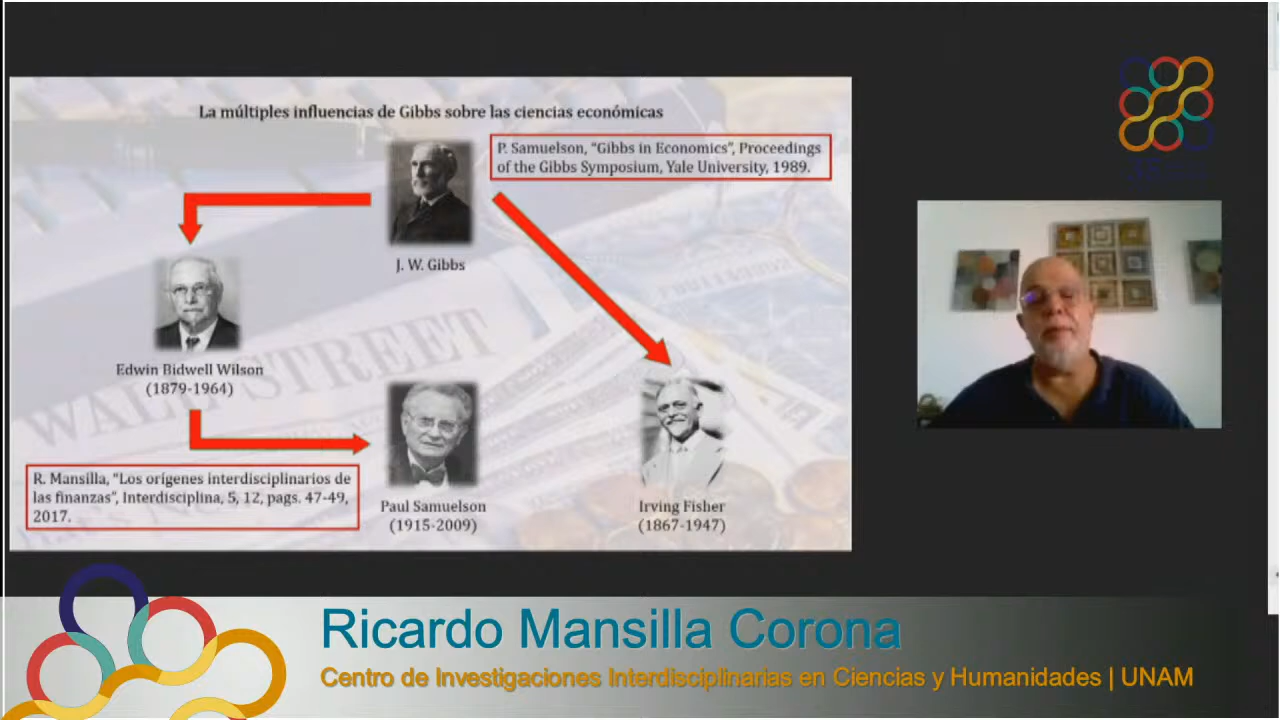 La múltiples influencias de Gibbs sobre las ciencias económicas
P. Samuelson, “Gibbs in Economics”, Proceedings
of the Gibbs Symposium, Yale University, 1989.
J. W. Gibbs
Edwin Bidwell Wilson
(1879-1964)
WALL STREET
R. Mansilla, “Los orígenes interdisciplinarios de
las finanzas”, Interdisciplina, 5, 12, pags. 47-49,
2017.
Paul Samuelson
(1915-2009)
Irving Fisher
(1867-1947)
Ricardo Mansilla Corona
Centro de Investigaciones Interdisciplinarias en Ciencias y Humanidades | UNAM